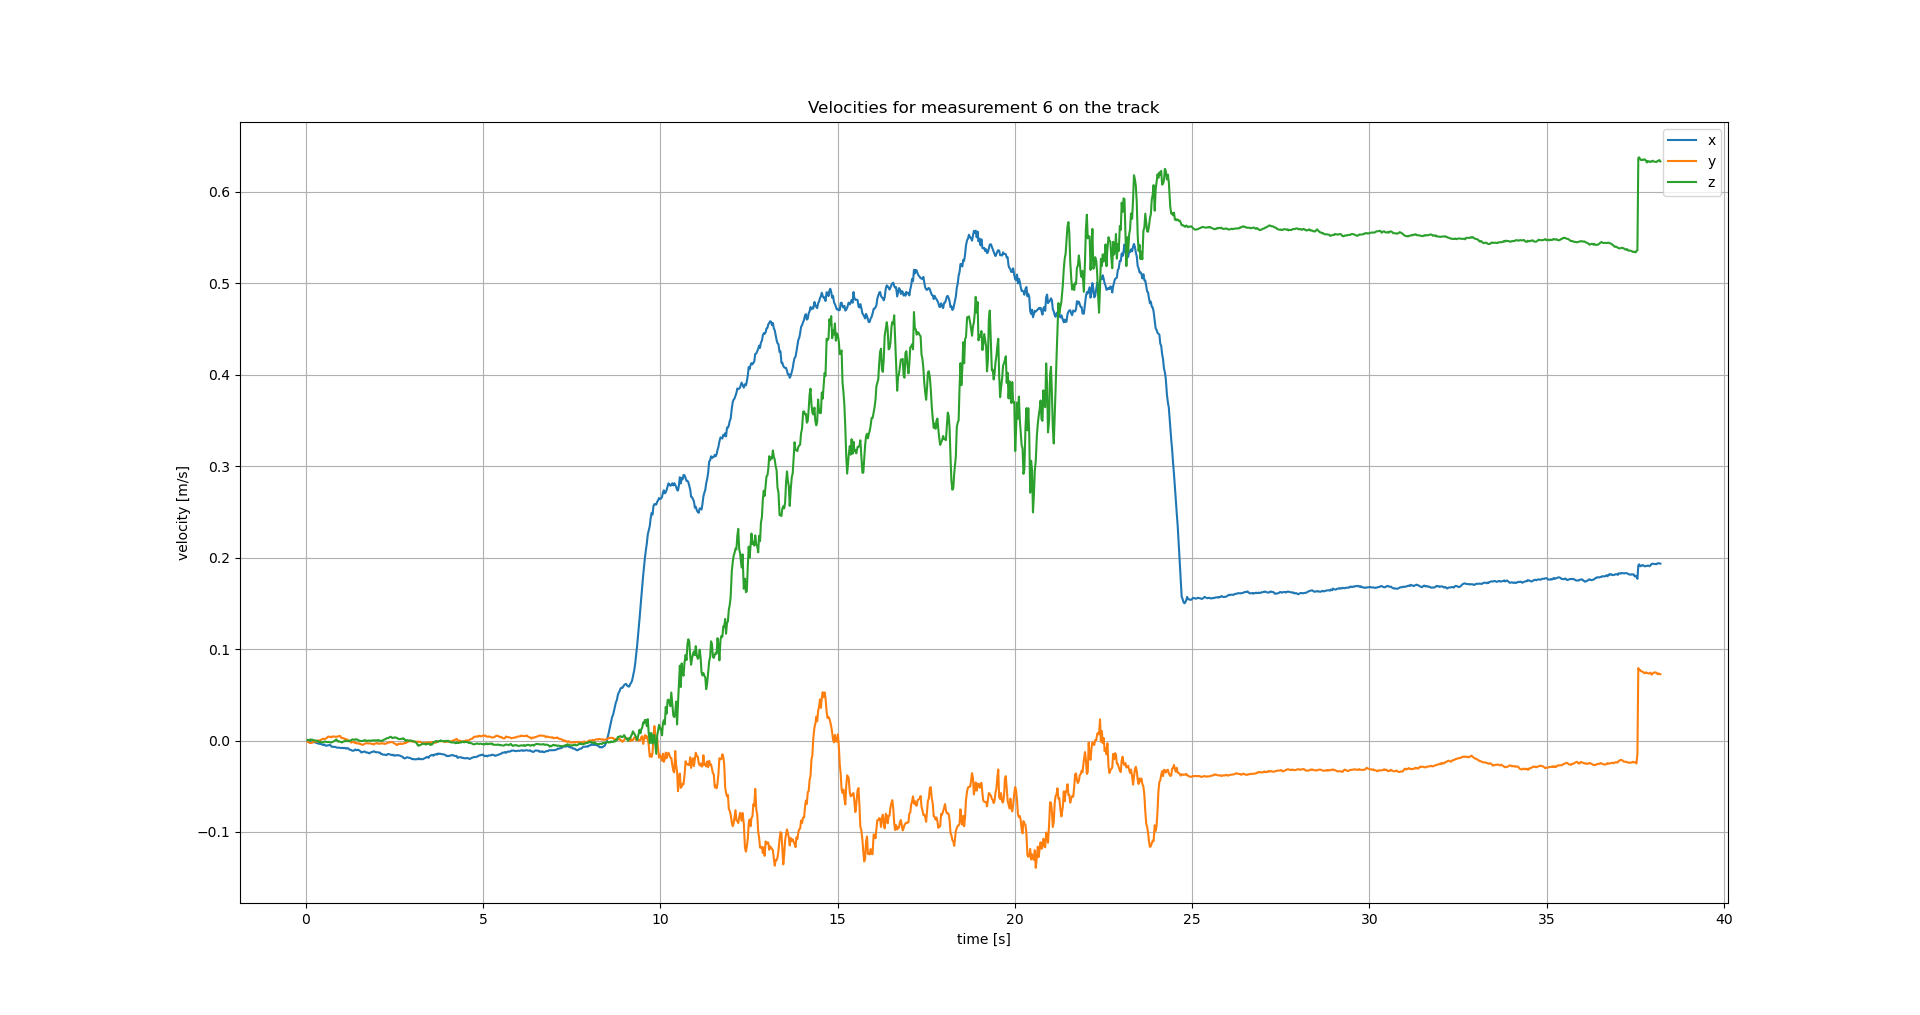 Velocities for measurement 6 on the track
x
y
z
velocity [m/s]
0.6
0.5
0.4
0.3
0.2
0.1
0.0
−0.1
0 5 10 15 20 25 30 35 40
time [s]